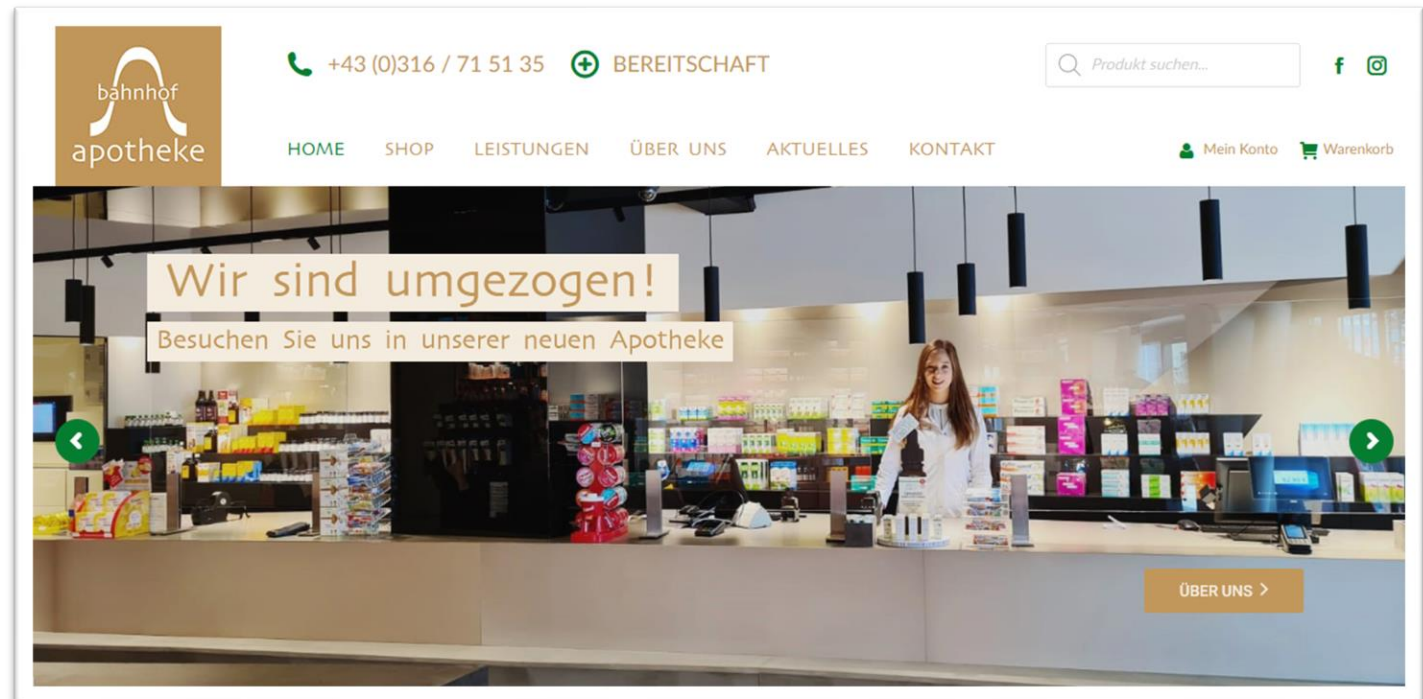 bahnhof
apotheke
+43 (0)316 / 71 51 35 BEREITSCHAFT
Produkt suchen...
HOME SHOP LEISTUNGEN ÜBER UNS AKTUELLES KONTAKT
Mein Konto Warenkorb
Wir sind umgezogen!
Besuchen Sie uns in unserer neuen Apotheke
ÜBER UNS